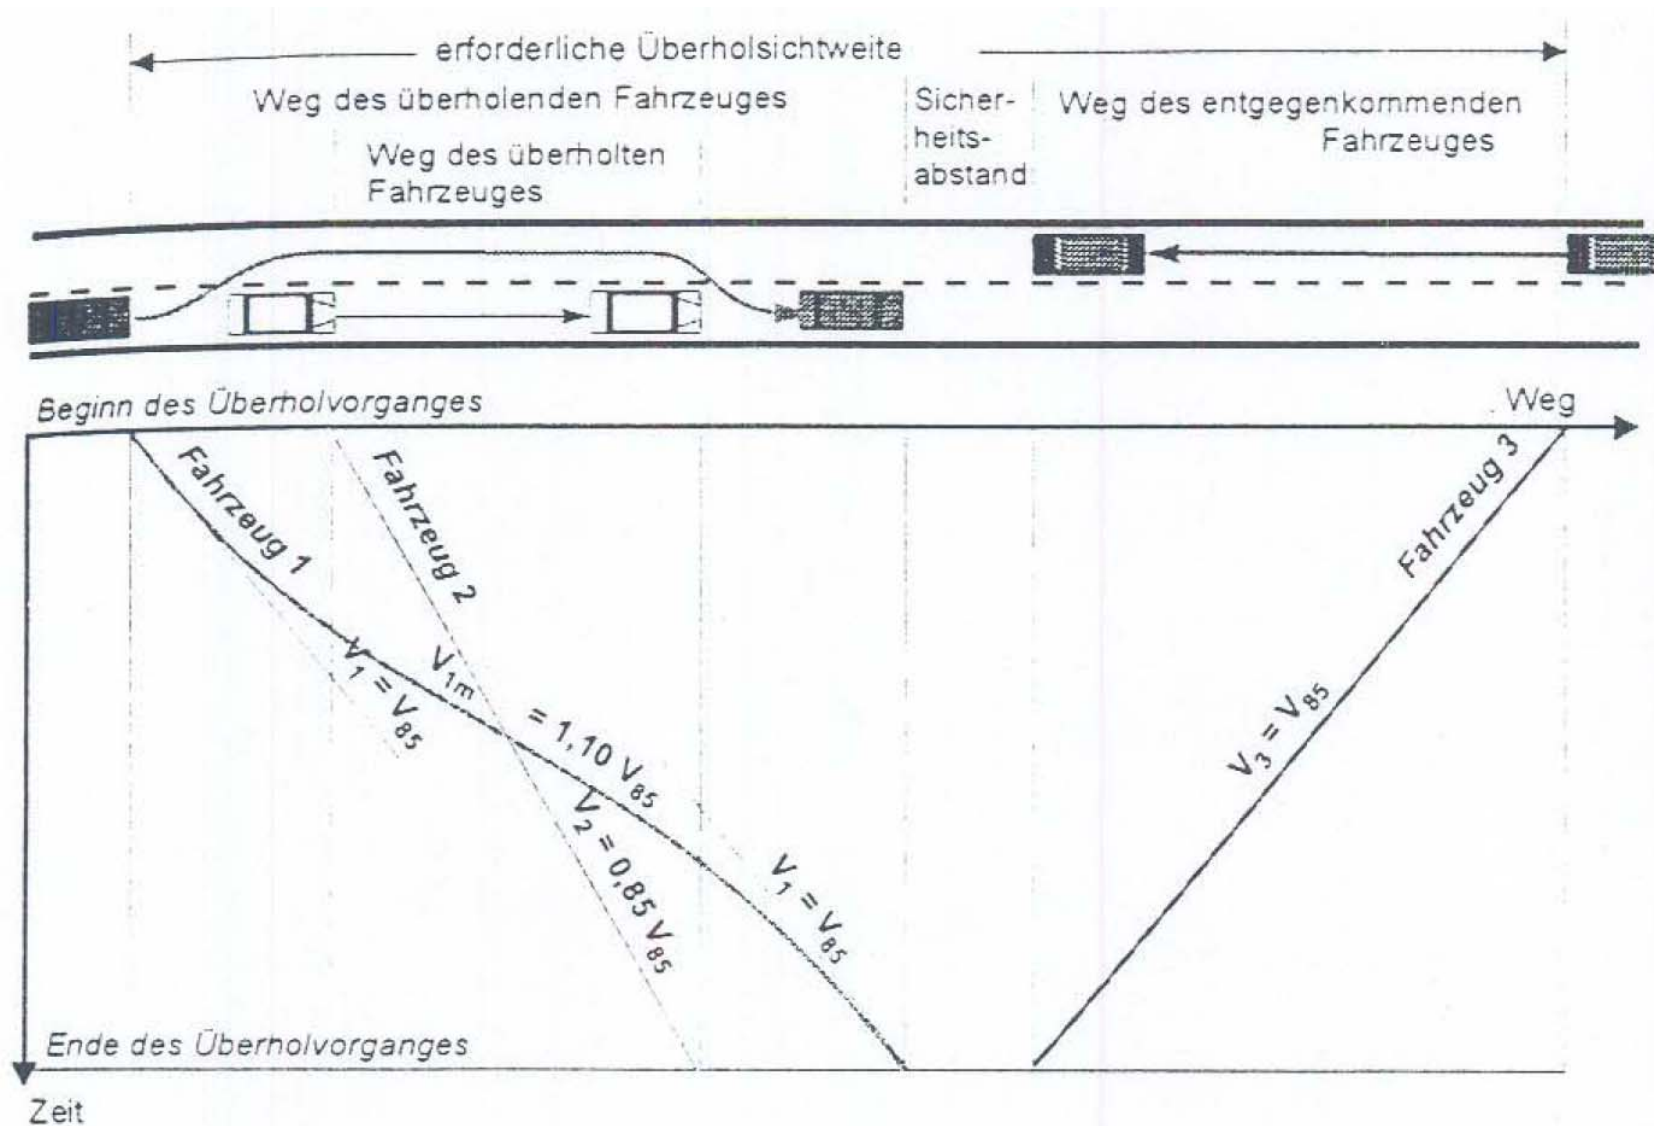 erforderliche Überholsichtweite
Weg des überholenden Fahrzeuges
Sicher-
heits-
abstand
Weg des entgegenkommenden
Fahrzeuges
Weg des überholten
Fahrzeuges
Beginn des Überholvorganges
Weg
Fahrzeug 1
Fahrzeug 2
Fahrzeug 3
V₁ = V₈₅
V₁ₘ = 1,10 V₈₅
V₂ = 0,85 V₈₅
V₁ = V₈₅
V₃ = V₈₅
Ende des Überholvorganges
Zeit